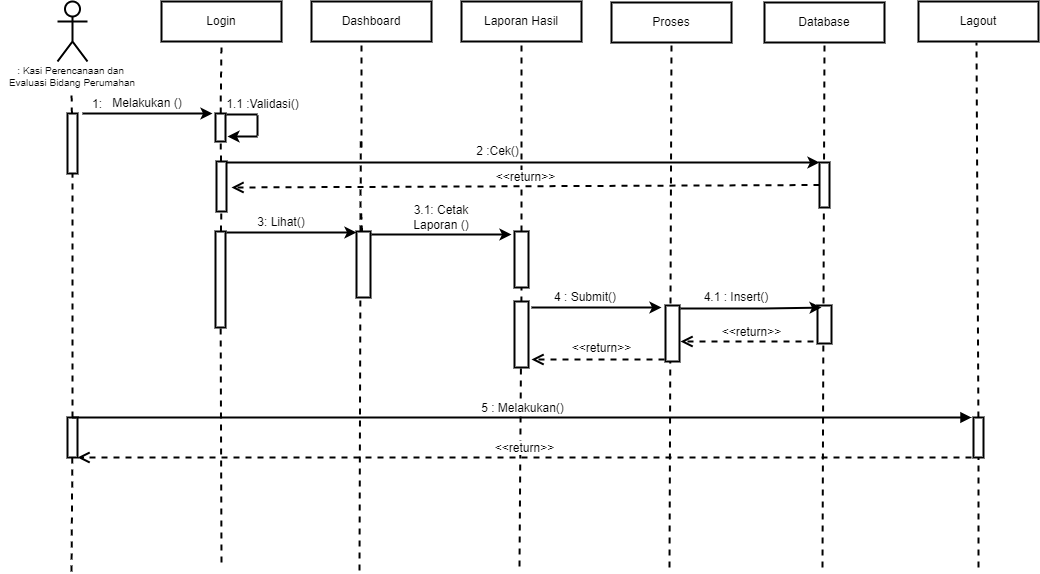 Login
Dashboard
Laporan Hasil
Proses
Database
Lagout
: Kasi Perencanaan dan
Evaluasi Bidang Perumahan
1: Melakukan ()
1.1 :Validasi()
2 :Cek()
<<return>>
3: Lihat()
3.1: Cetak
Laporan ()
4 : Submit()
4.1 : Insert()
<<return>>
<<return>>
5 : Melakukan()
<<return>>